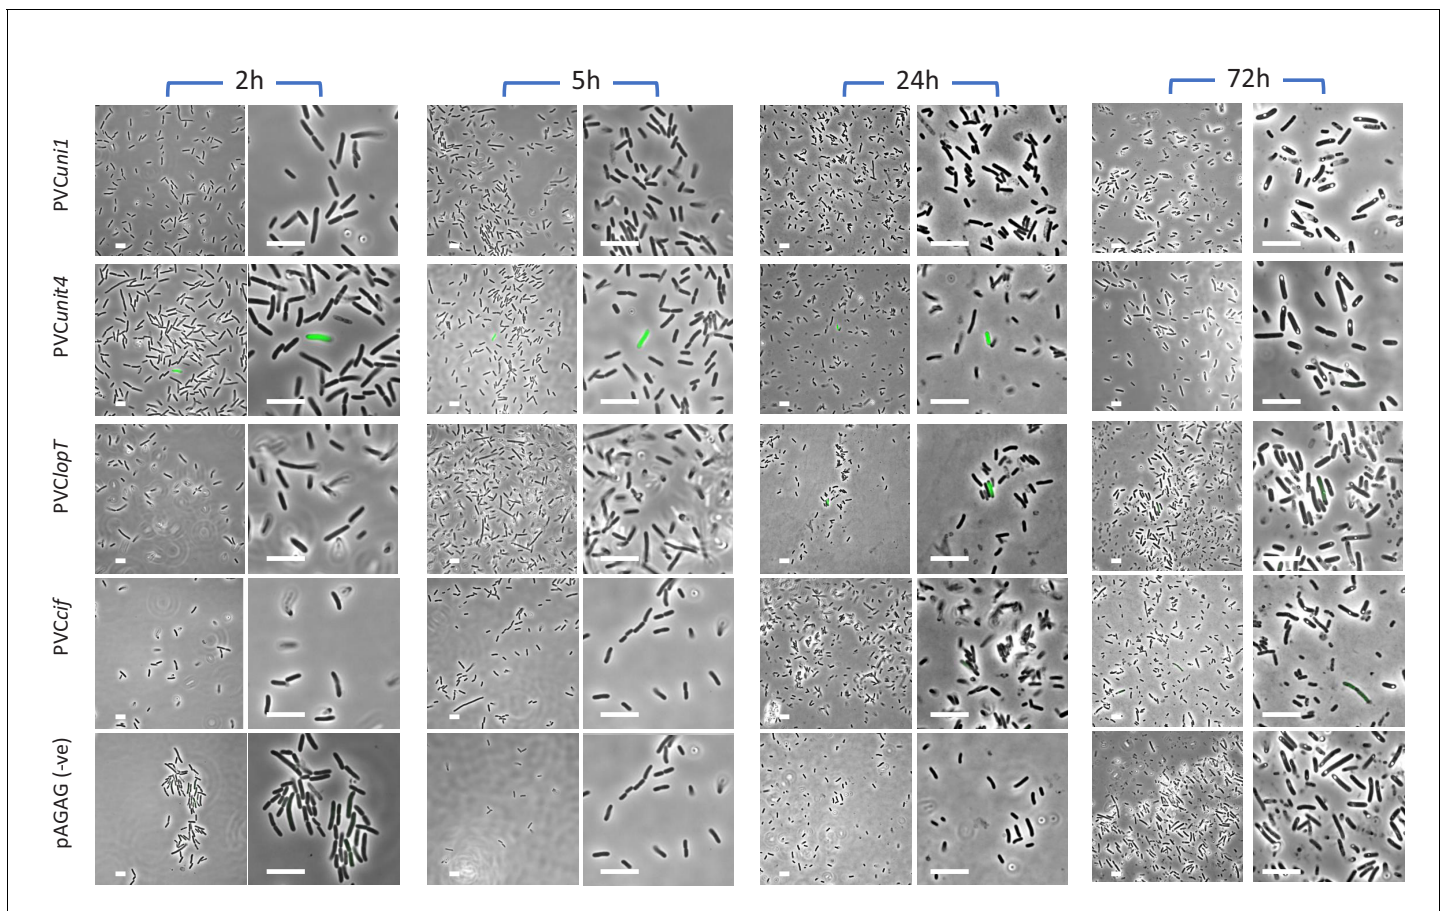 2h 5h 24h 72h
PVCuni1
PVCunit4
PVClopT
PVCcif
pAGAG (-ve)